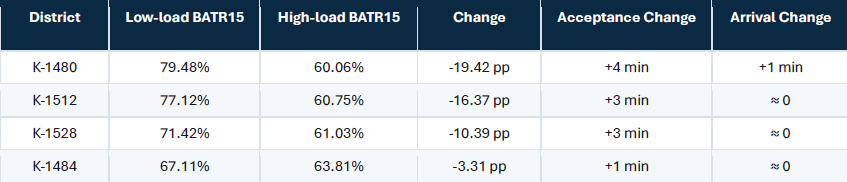 District Low-load BATR15 High-load BATR15 Change Acceptance Change Arrival Change
K-1480 79.48% 60.06% -19.42 pp +4 min +1 min
K-1512 77.12% 60.75% -16.37 pp +3 min ≈ 0
K-1528 71.42% 61.03% -10.39 pp +3 min ≈ 0
K-1484 67.11% 63.81% -3.31 pp +1 min ≈ 0